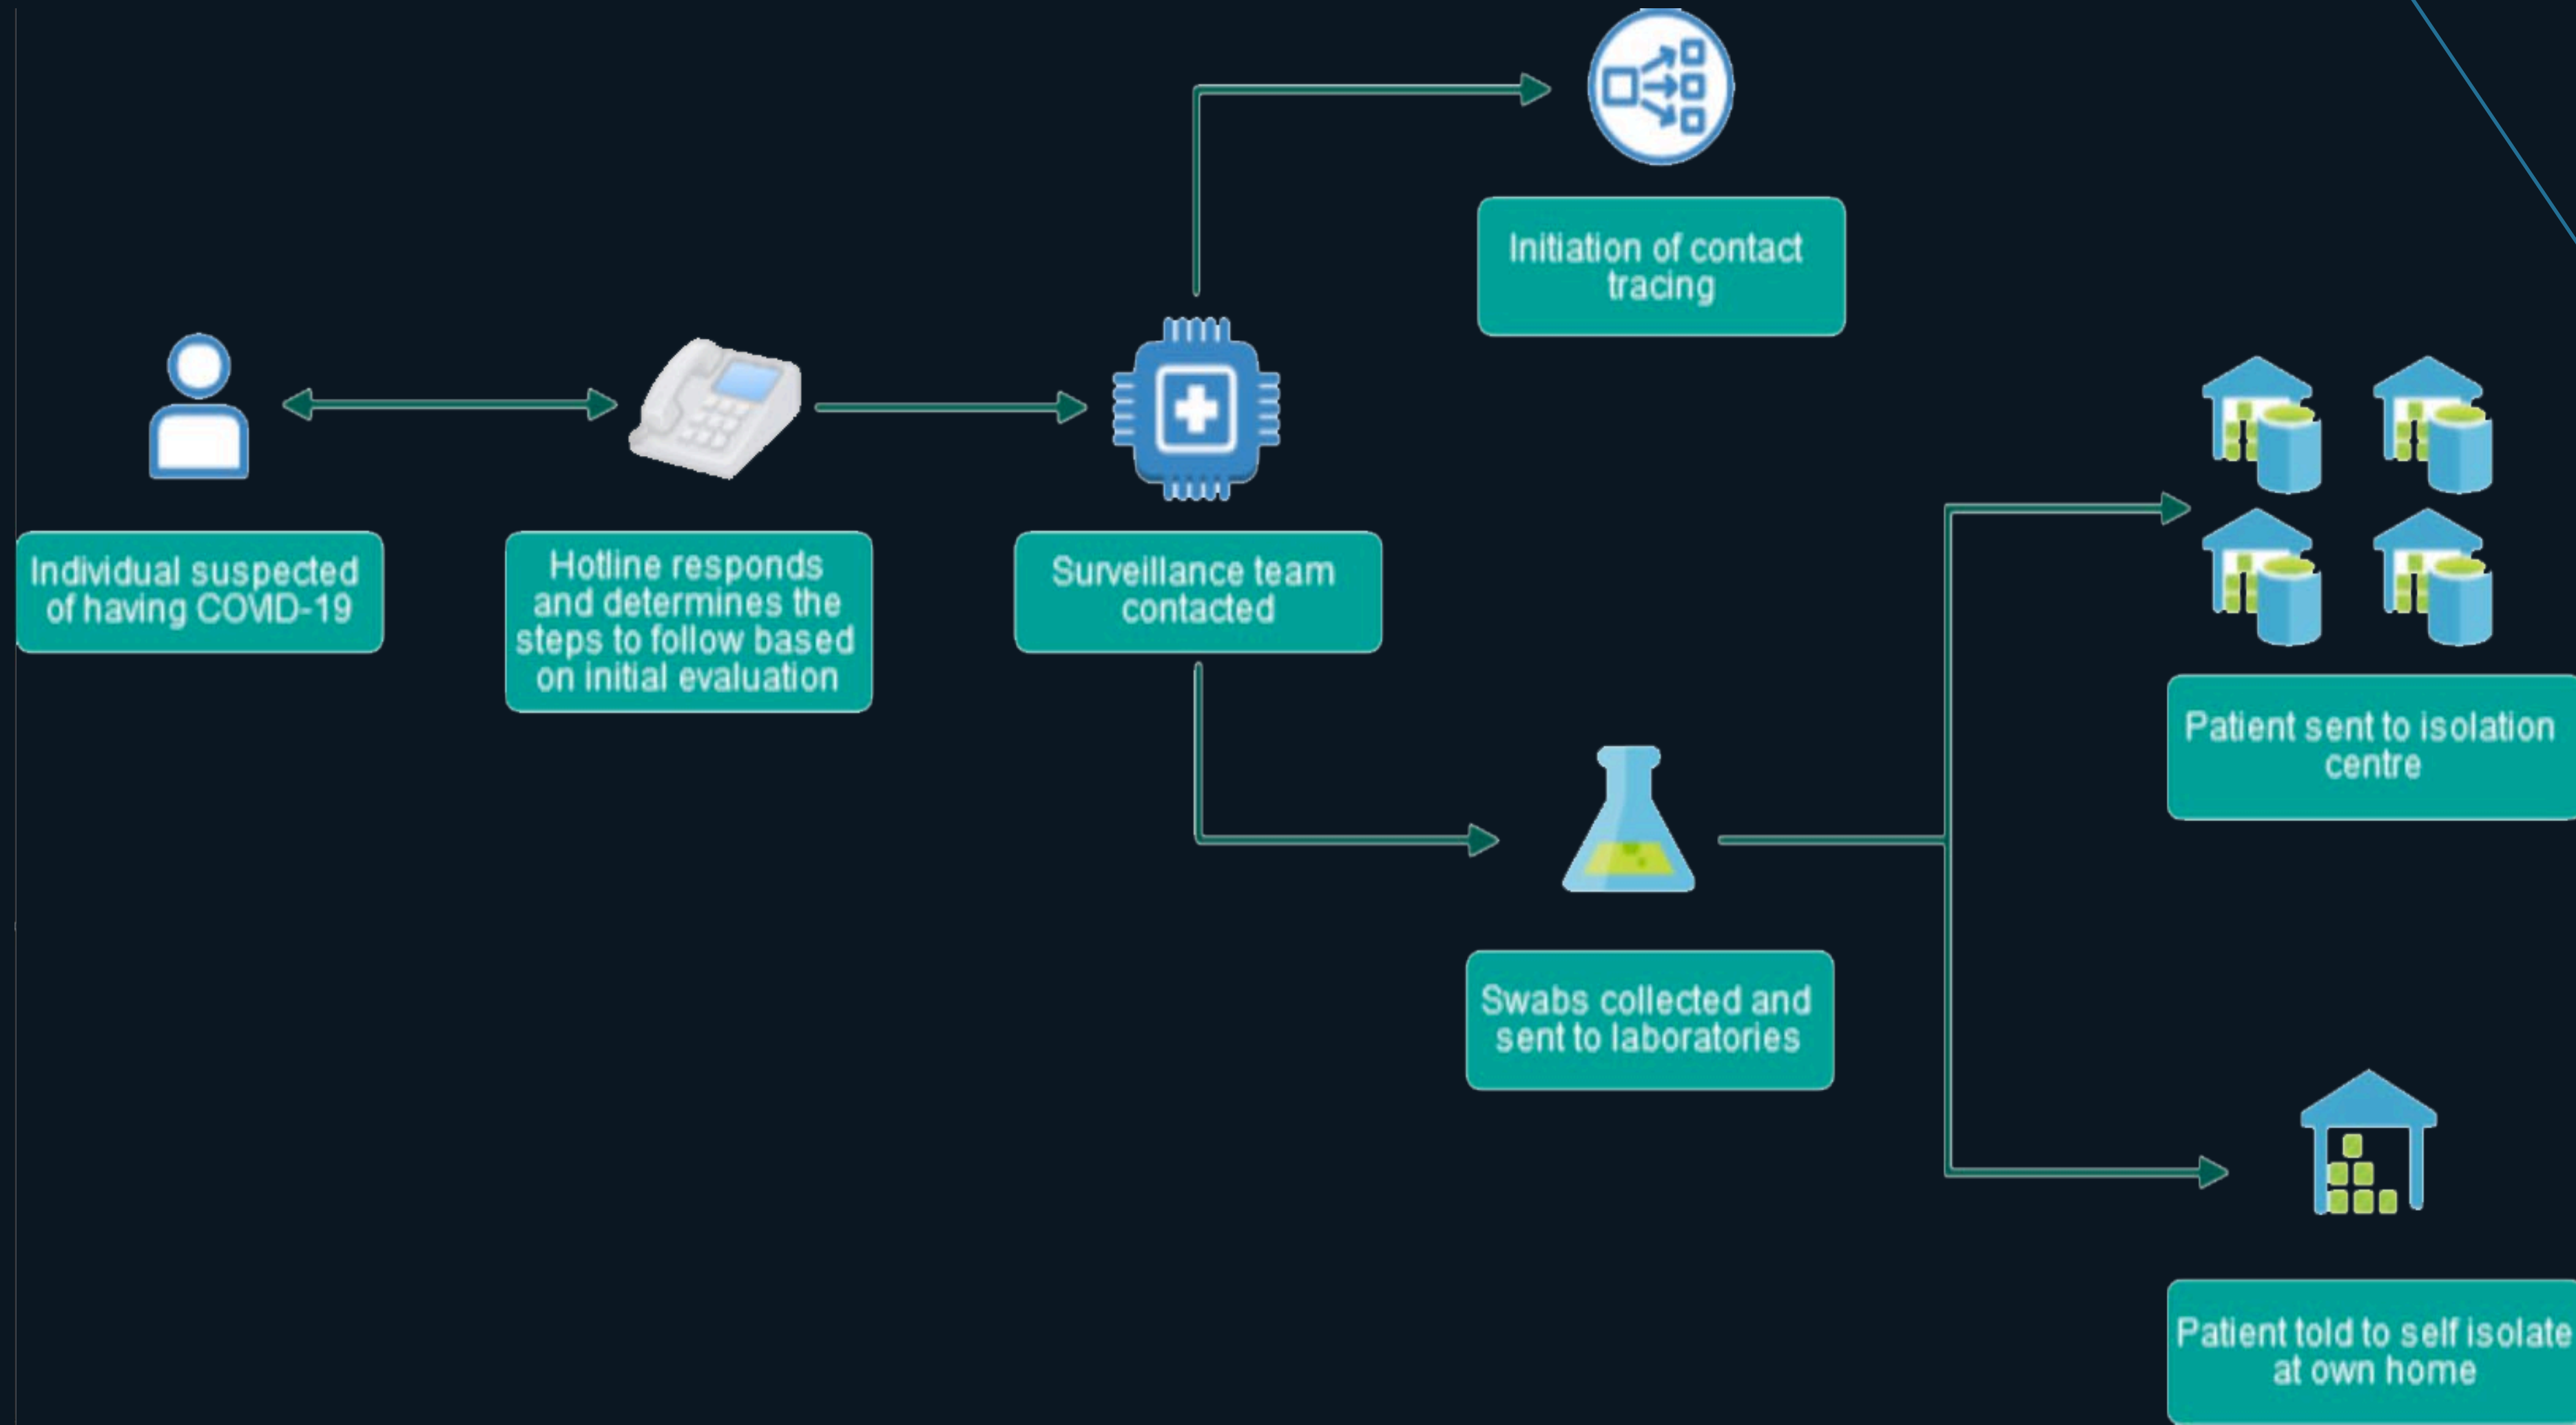 Initiation of contact
tracing
Individual suspected
of having COVID-19
Hotline responds
and determines the
steps to follow based
on initial evaluation
Surveillance team
contacted
Patient sent to isolation
centre
Swabs collected and
sent to laboratories
Patient told to self isolate
at own home